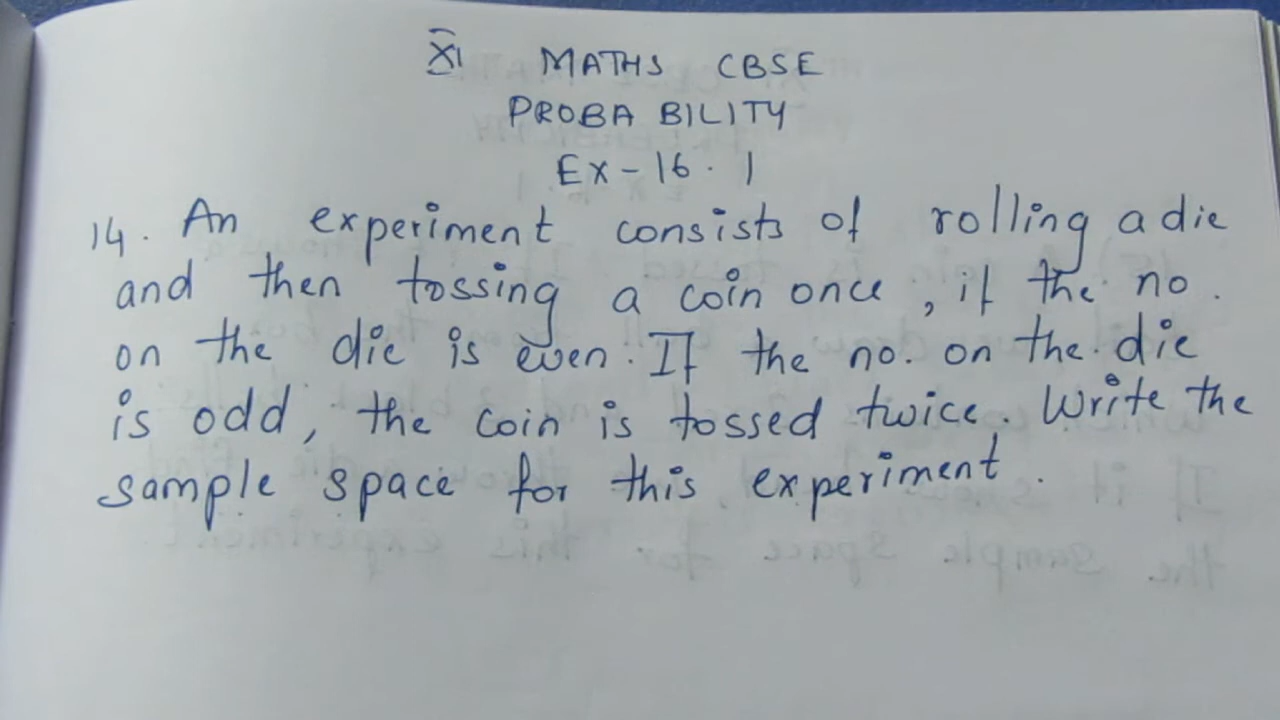 XI MATHS CBSE
PROBABILITY
Ex-16.1
14. An experiment consists of rolling a die
and then tossing a coin once, if the no.
on the die is even. If the no. on the die
is odd, the coin is tossed twice. Write the
sample space for this experiment.